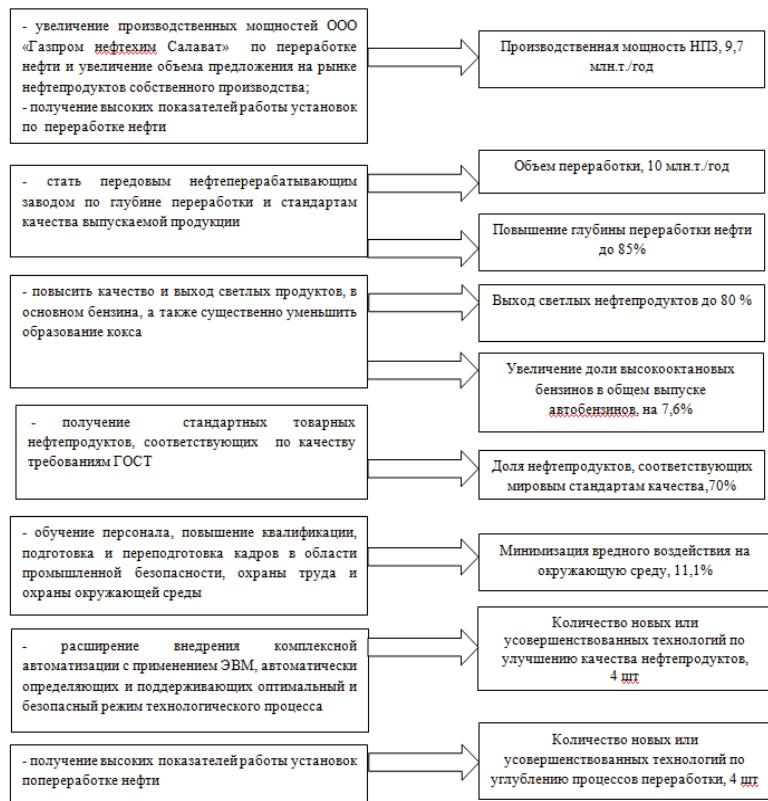 - увеличение производственных мощностей ООО
«Газпром нефтехим Салават» по переработке
нефти и увеличение объема предложения на рынке
нефтепродуктов собственного производства;
- получение высоких показателей работы установок
по переработке нефти
Производственная мощность НПЗ, 9,7
млн.т./год
- стать передовым нефтеперерабатывающим
заводом по глубине переработки и стандартам
качества выпускаемой продукции
Объем переработки, 10 млн.т./год
Повышение глубины переработки нефти
до 85%
- повысить качество и выход светлых продуктов, в
основном бензина, а также существенно уменьшить
образование кокса
Выход светлых нефтепродуктов до 80 %
Увеличение доли высокооктановых
бензинов в общем выпуске
автобензинов, на 7,6%
- получение стандартных товарных
нефтепродуктов, соответствующих по качеству
требованиям ГОСТ
Доля нефтепродуктов, соответствующих
мировым стандартам качества,70%
- обучение персонала, повышение квалификации,
подготовка и переподготовка кадров в области
промышленной безопасности, охраны труда и
охраны окружающей среды
Минимизация вредного воздействия на
окружающую среду, 11,1%
- расширение внедрения комплексной
автоматизации с применением ЭВМ, автоматически
определяющих и поддерживающих оптимальный и
безопасный режим технологического процесса
Количество новых или
усовершенствованных технологий по
улучшению качества нефтепродуктов,
4 шт
- получение высоких показателей работы установок
попереработке нефти
Количество новых или
усовершенствованных технологий по
углублению процессов переработки, 4 шт